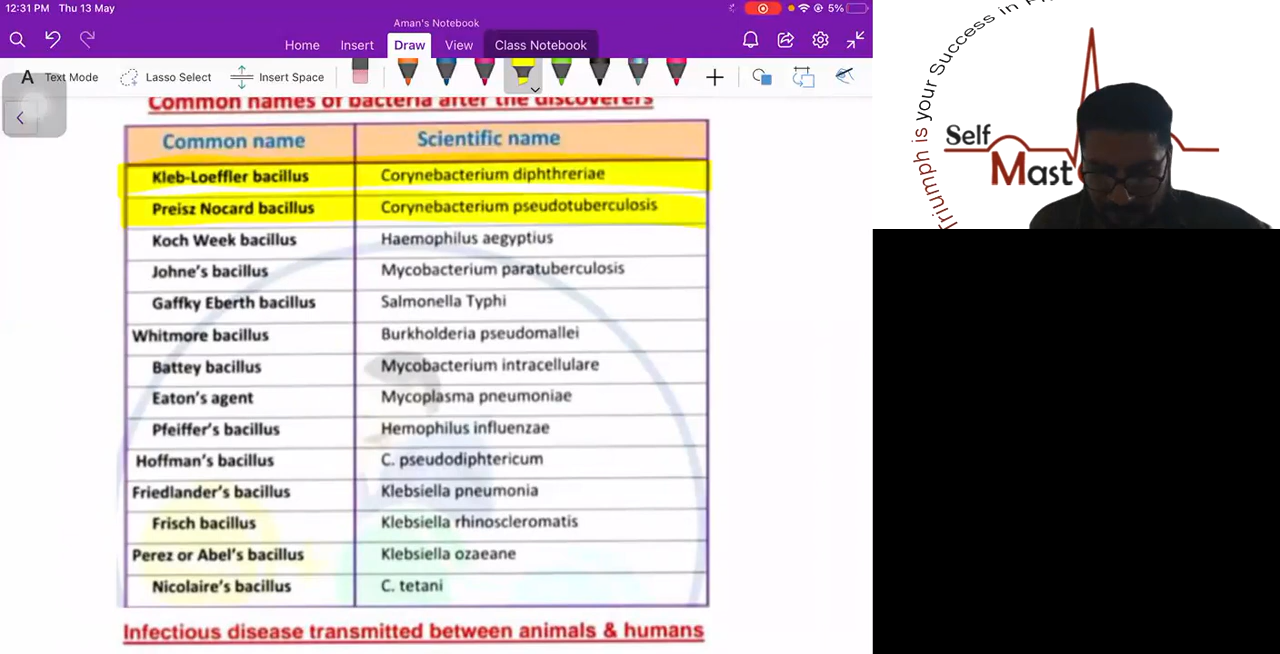 12:31 PM Thu 13 May
5%
Aman's Notebook
Home Insert Draw View Class Notebook
A Text Mode Lasso Select Insert Space
Common names of bacteria after the discoverers
Common name Scientific name
Kleb-Loeffler bacillus Corynebacterium diphthreriae
Preisz Nocard bacillus Corynebacterium pseudotuberculosis
Koch Week bacillus Haemophilus aegyptius
Johne's bacillus Mycobacterium paratuberculosis
Gaffky Eberth bacillus Salmonella Typhi
Whitmore bacillus Burkholderia pseudomallei
Battey bacillus Mycobacterium intracellulare
Eaton's agent Mycoplasma pneumoniae
Pfeiffer's bacillus Hemophilus influenzae
Hoffman's bacillus C. pseudodiphtericum
Friedlander's bacillus Klebsiella pneumonia
Frisch bacillus Klebsiella rhinoscleromatis
Perez or Abel's bacillus Klebsiella ozaeane
Nicolaire's bacillus C. tetani
Infectious disease transmitted between animals & humans
Triumph is your Success in
Self
Mast